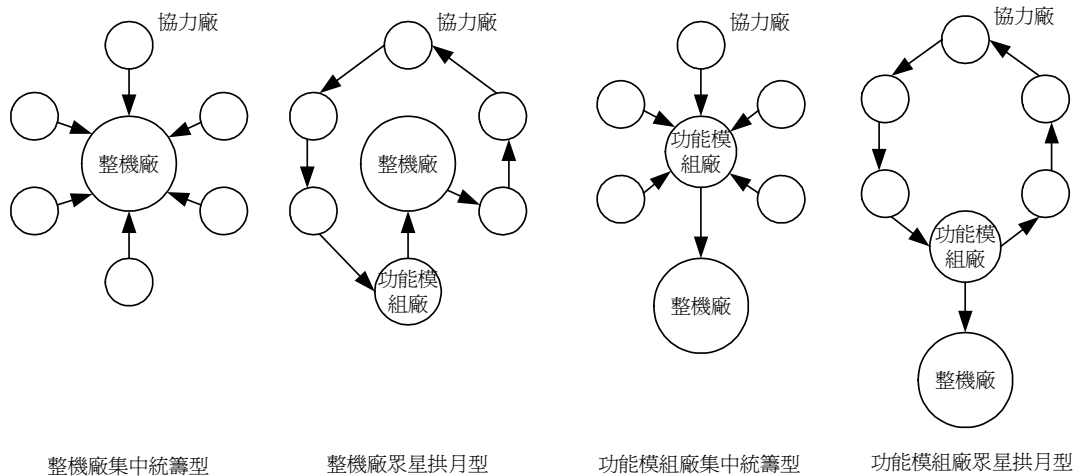 協力廠
整機廠
整機廠集中統籌型
協力廠
整機廠
功能模
組廠
整機廠眾星拱月型
協力廠
功能模
組廠
整機廠
功能模組廠集中統籌型
協力廠
功能模
組廠
整機廠
功能模組廠眾星拱月型